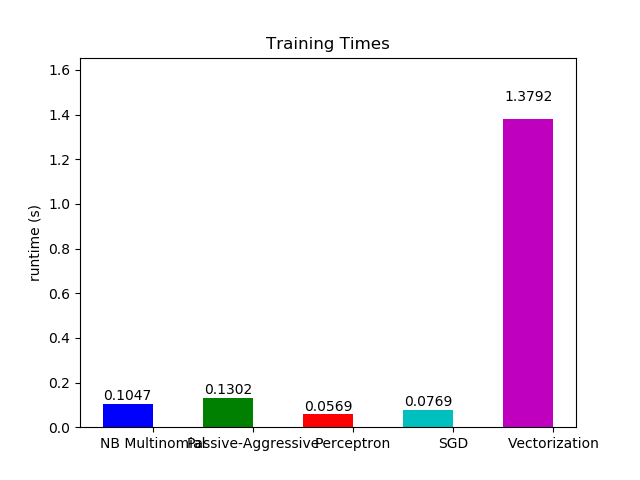 Training Times
1.6
1.4
1.2
1.0
0.8
0.6
0.4
0.2
0.0
runtime (s)
0.1047
0.1302
0.0569
0.0769
1.3792
NB Multinomial
Passive-Aggressive
Perceptron
SGD
Vectorization